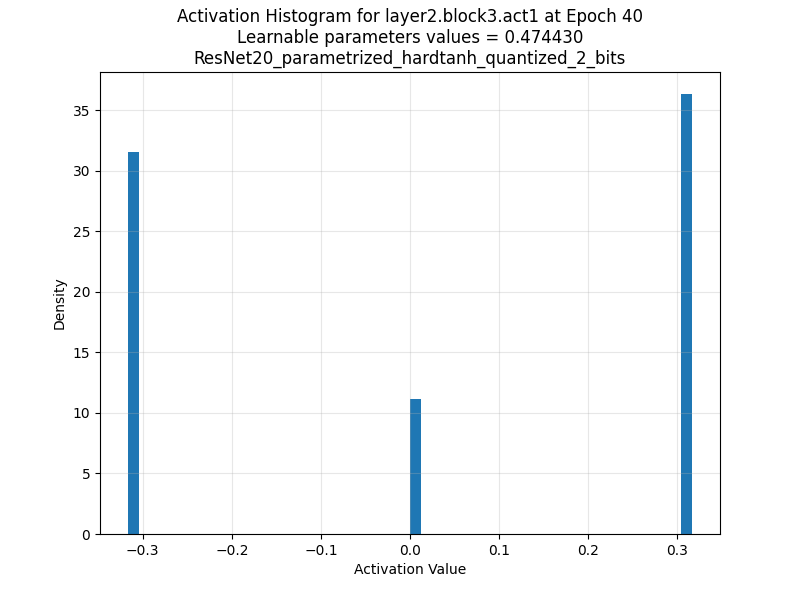 Activation Histogram for layer2.block3.act1 at Epoch 40
Learnable parameters values = 0.474430
ResNet20_parametrized_hardtanh_quantized_2_bits
35
30
25
20
15
10
5
0
Density
−0.3 −0.2 −0.1 0.0 0.1 0.2 0.3
Activation Value